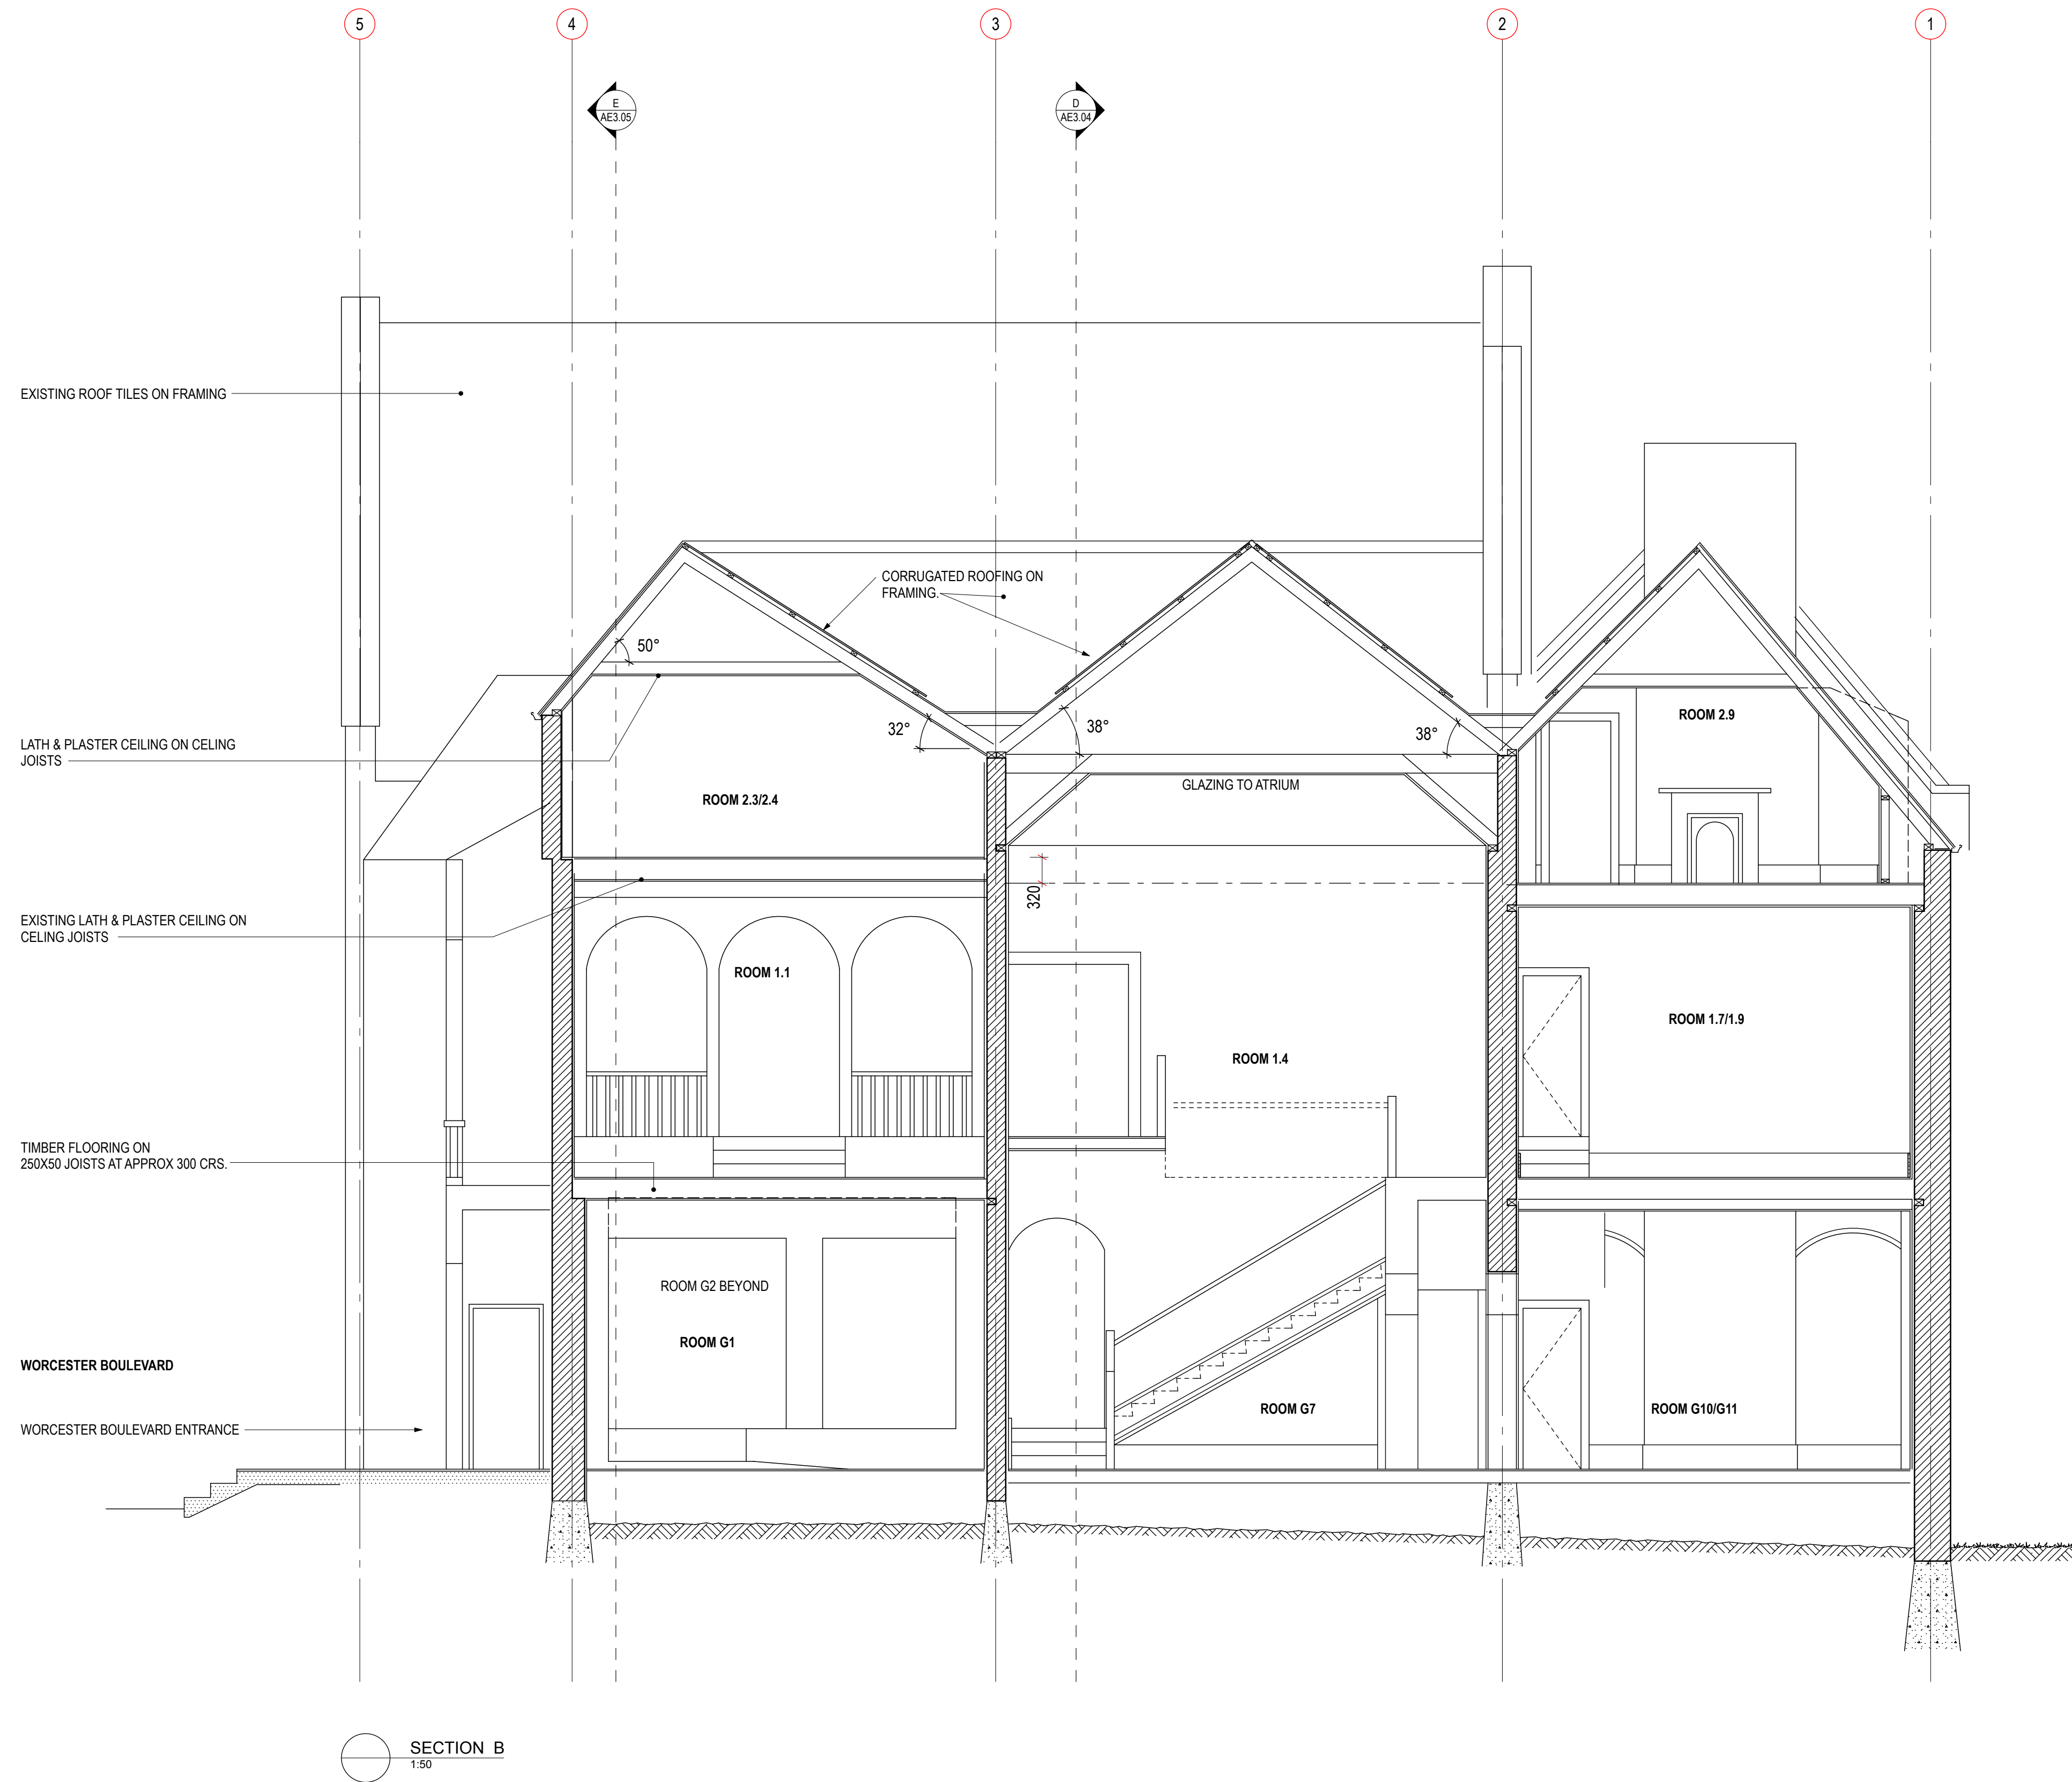 5
4
3
2
1
E
AE3.05
D
AE3.04
EXISTING ROOF TILES ON FRAMING
CORRUGATED ROOFING ON
FRAMING.
50°
32°
38°
38°
ROOM 2.9
LATH & PLASTER CEILING ON CELING
JOISTS
GLAZING TO ATRIUM
ROOM 2.3/2.4
320
EXISTING LATH & PLASTER CEILING ON
CELING JOISTS
ROOM 1.1
ROOM 1.7/1.9
ROOM 1.4
TIMBER FLOORING ON
250X50 JOISTS AT APPROX 300 CRS.
ROOM G2 BEYOND
ROOM G1
WORCESTER BOULEVARD
ROOM G7
ROOM G10/G11
WORCESTER BOULEVARD ENTRANCE
SECTION B
1:50